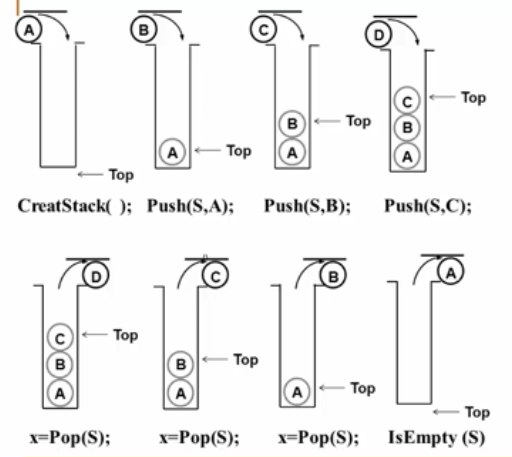 A B C D
C
B B
A A A
Top Top Top Top
CreatStack( ); Push(S,A); Push(S,B); Push(S,C);
D C B A
C
B B
A A A
Top Top Top Top
x=Pop(S); x=Pop(S); x=Pop(S); IsEmpty (S)